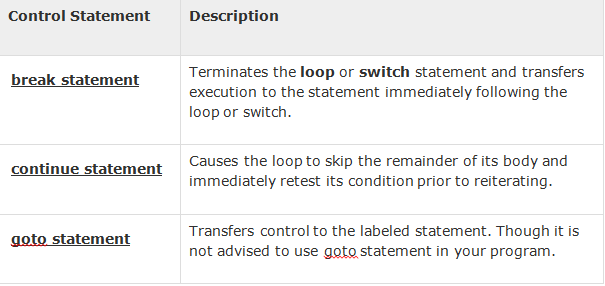 Control Statement Description
break statement
Terminates the loop or switch statement and transfers
execution to the statement immediately following the
loop or switch.
continue statement
Causes the loop to skip the remainder of its body and
immediately retest its condition prior to reiterating.
goto statement
Transfers control to the labeled statement. Though it is
not advised to use goto statement in your program.